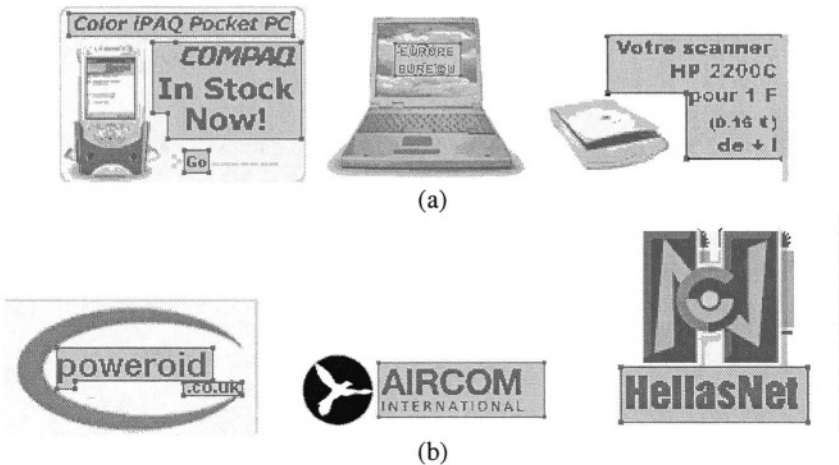 Color iPAQ Pocket PC
COMPAQ
In Stock
Now!
Go
EUROPE
BUREAU
Votre scanner
HP 2200C
pour 1 F
(0.16 €)
de + !
(a)
poweroid
.co.uk
AIRCOM
INTERNATIONAL
HellasNet
(b)